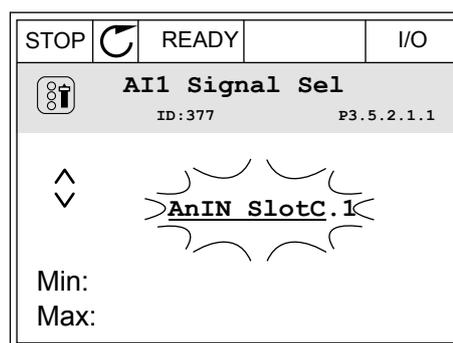 STOP READY I/O
AI1 Signal Sel
ID:377 P3.5.2.1.1
AnIN SlotC.1
Min:
Max: